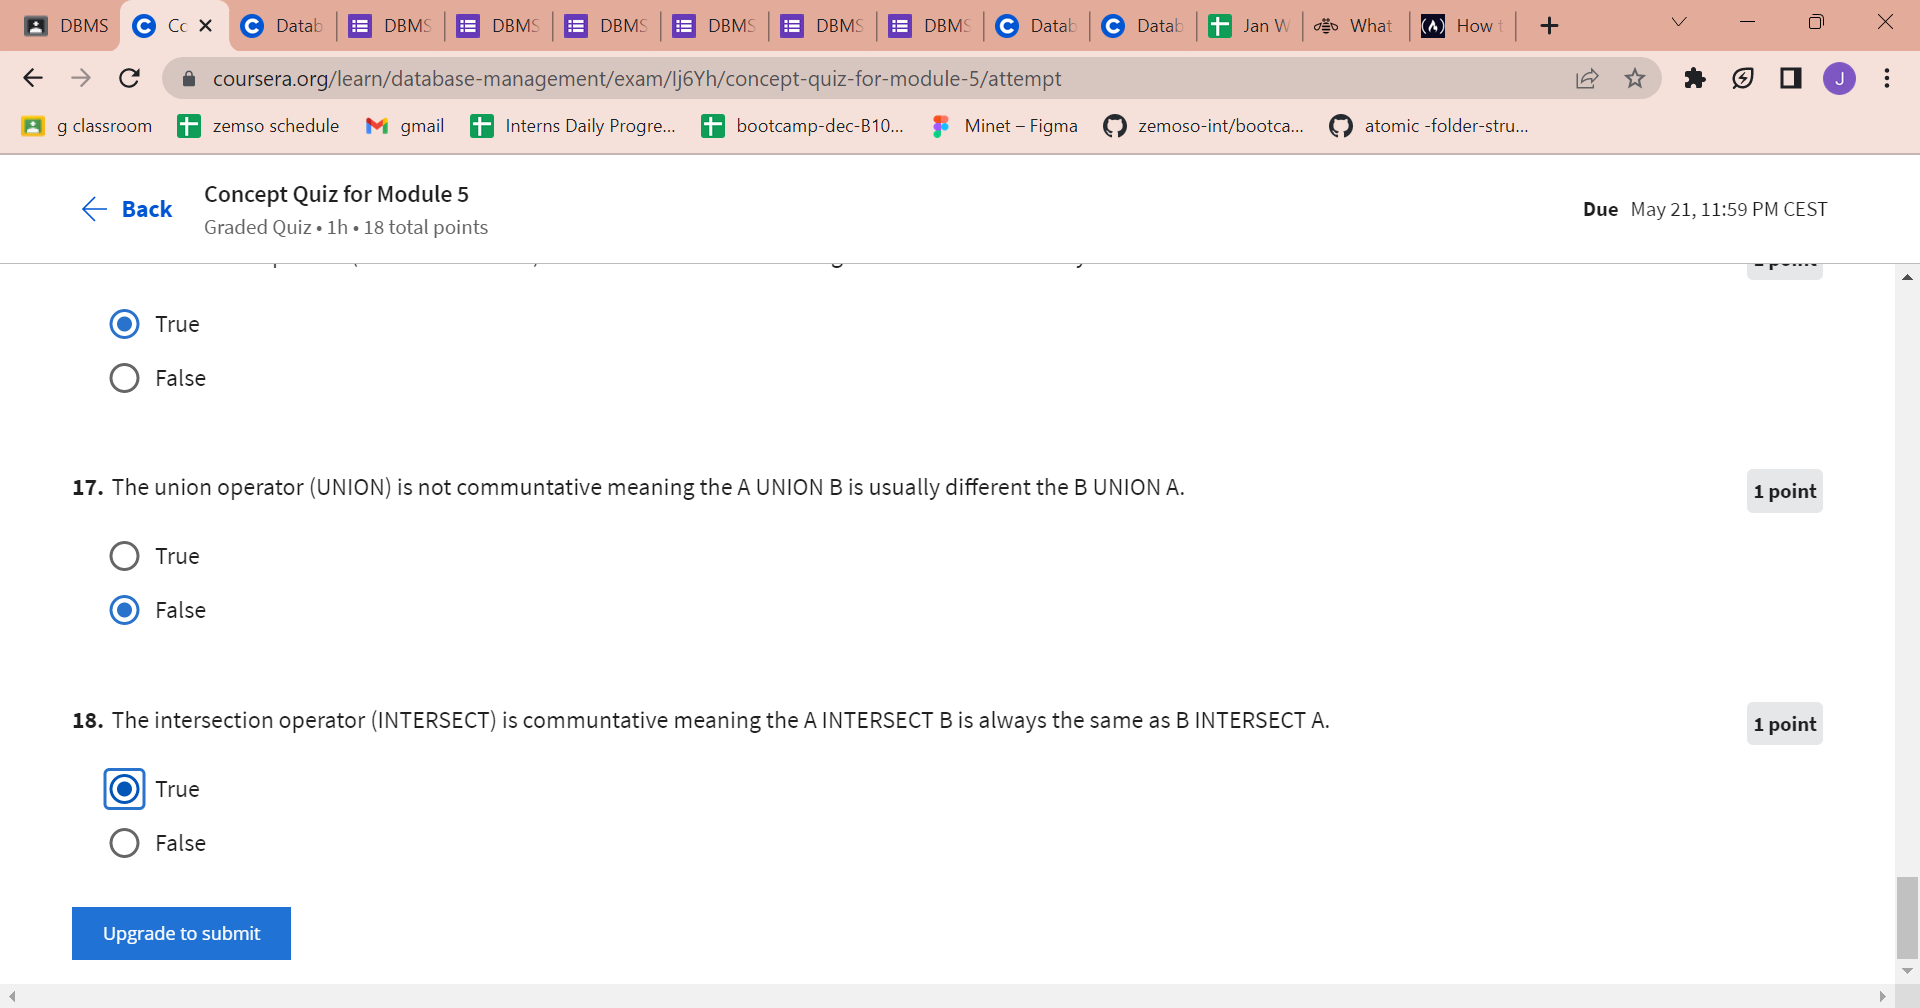 DBMS
Cc
Datab
DBMS
DBMS
DBMS
DBMS
DBMS
DBMS
Datab
Datab
Jan W
What
How t
coursera.org/learn/database-management/exam/Ij6Yh/concept-quiz-for-module-5/attempt
J
g classroom
zemso schedule
gmail
Interns Daily Progre...
bootcamp-dec-B10...
Minet – Figma
zemoso-int/bootca...
atomic -folder-stru...
Back
Concept Quiz for Module 5
Graded Quiz • 1h • 18 total points
Due May 21, 11:59 PM CEST
True
False
17. The union operator (UNION) is not communtative meaning the A UNION B is usually different the B UNION A.
1 point
True
False
18. The intersection operator (INTERSECT) is communtative meaning the A INTERSECT B is always the same as B INTERSECT A.
1 point
True
False
Upgrade to submit